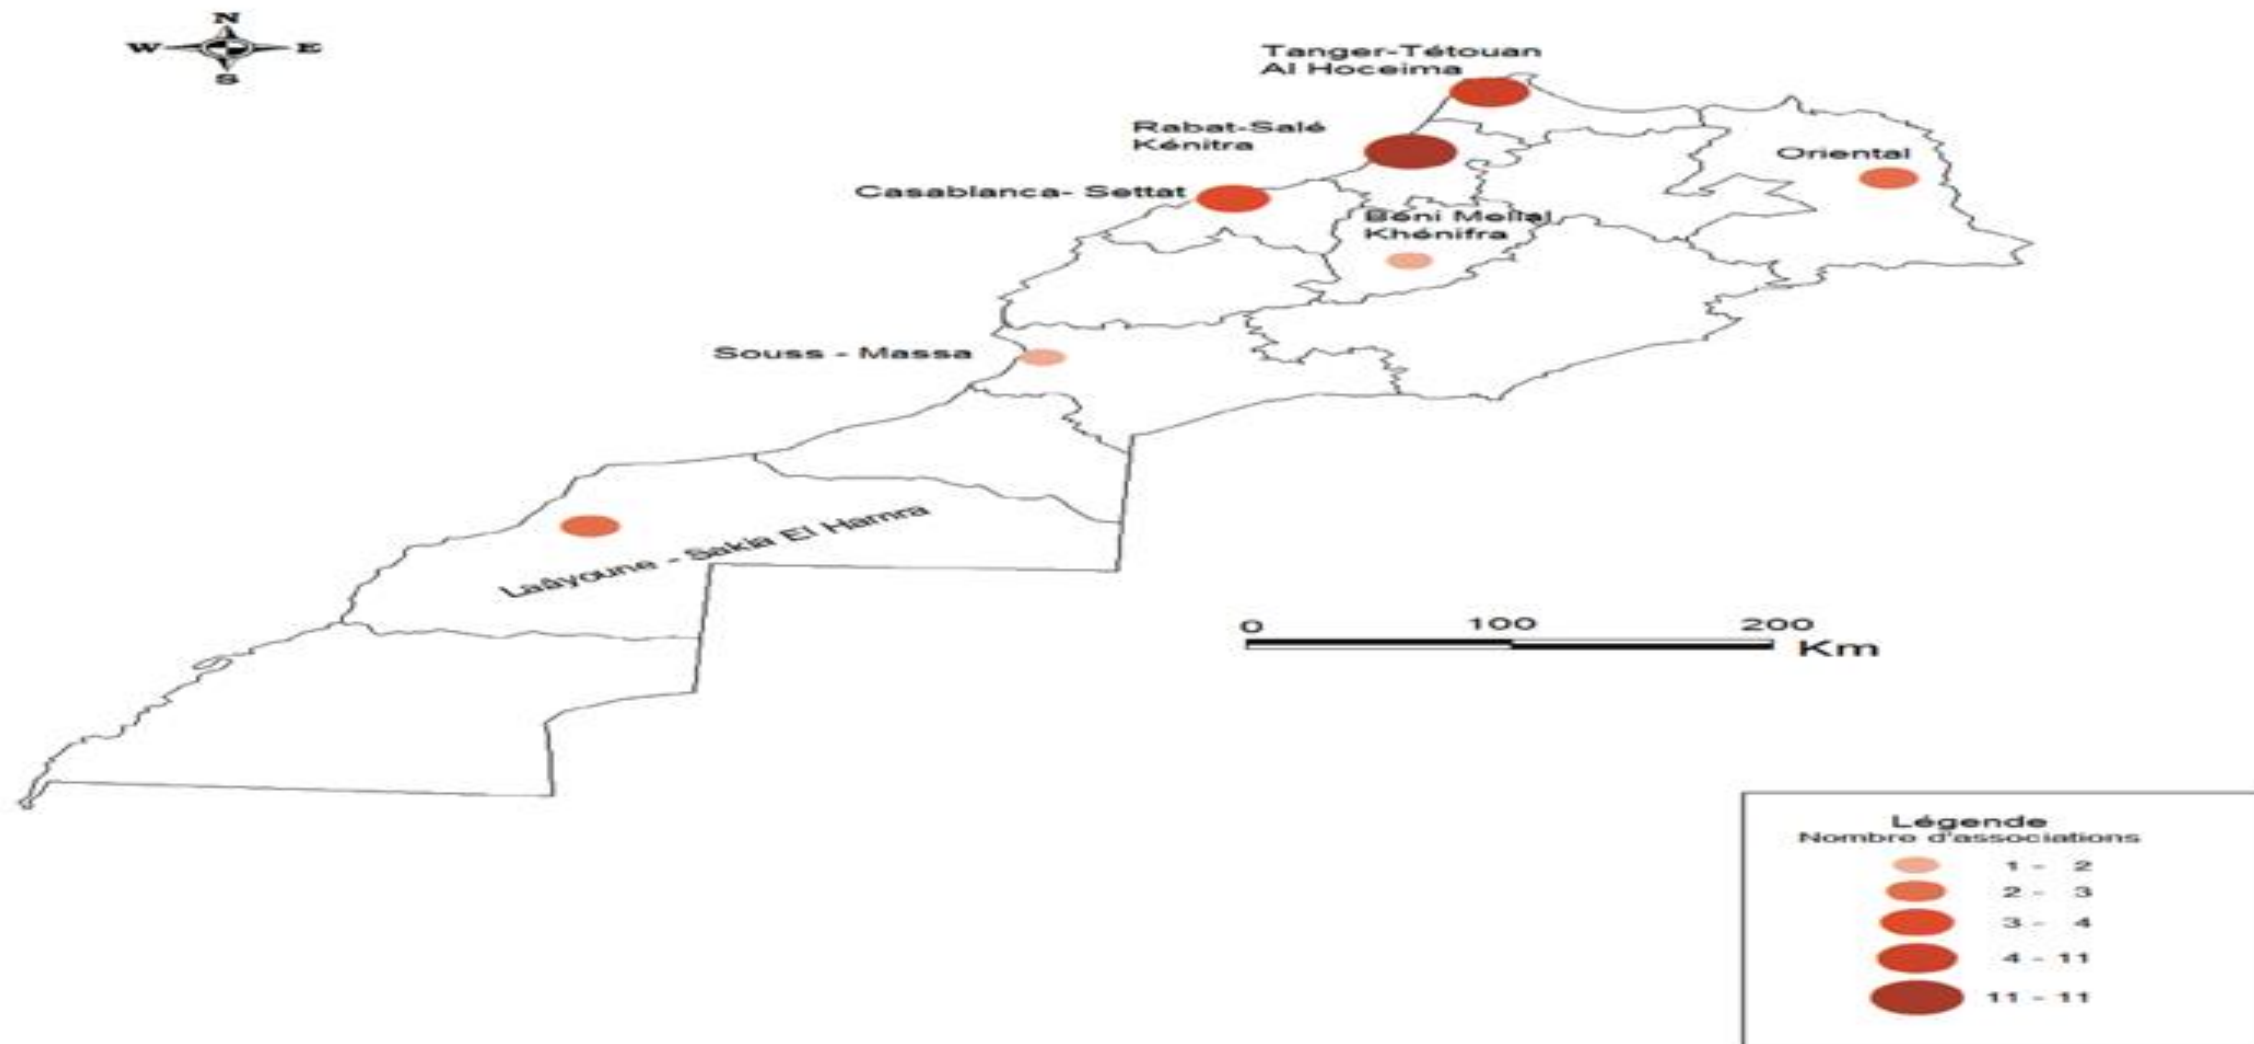 N
W E
S
Tanger-Tétouan
Al Hoceima
Rabat-Salé
Kénitra
Oriental
Casablanca- Settat
Béni Mellal
Khénifra
Souss - Massa
Laâyoune - Sakia El Hamra
0 100 200
Km
Légende
Nombre d'associations
1 - 2
2 - 3
3 - 4
4 - 11
11 - 11